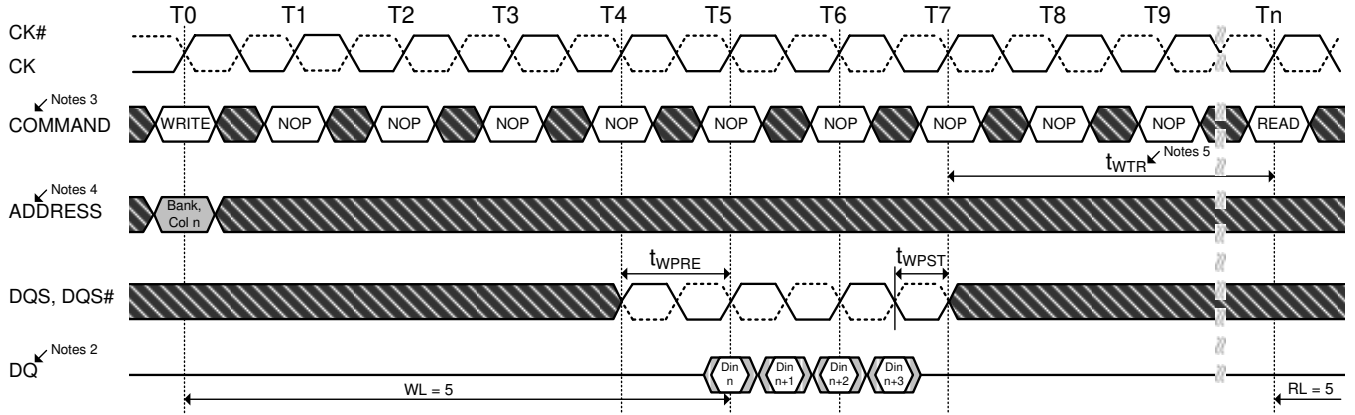 T0 T1 T2 T3 T4 T5 T6 T7 T8 T9 Tn
CK#
CK
Notes 3
COMMAND WRITE NOP NOP NOP NOP NOP NOP NOP NOP NOP READ
tWTR Notes 5
Notes 4
ADDRESS Bank,
Col n
tWPRE tWPST
DQS, DQS#
Notes 2
DQ Din Din Din Din
n n+1 n+2 n+3
WL = 5 RL = 5